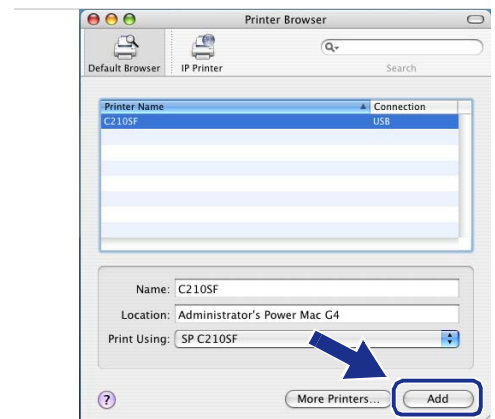 Printer Browser
Default Browser
IP Printer
Search
Printer Name
Connection
C210SF
USB
Name: C210SF
Location: Administrator's Power Mac G4
Print Using: SP C210SF
?
More Printers...
Add